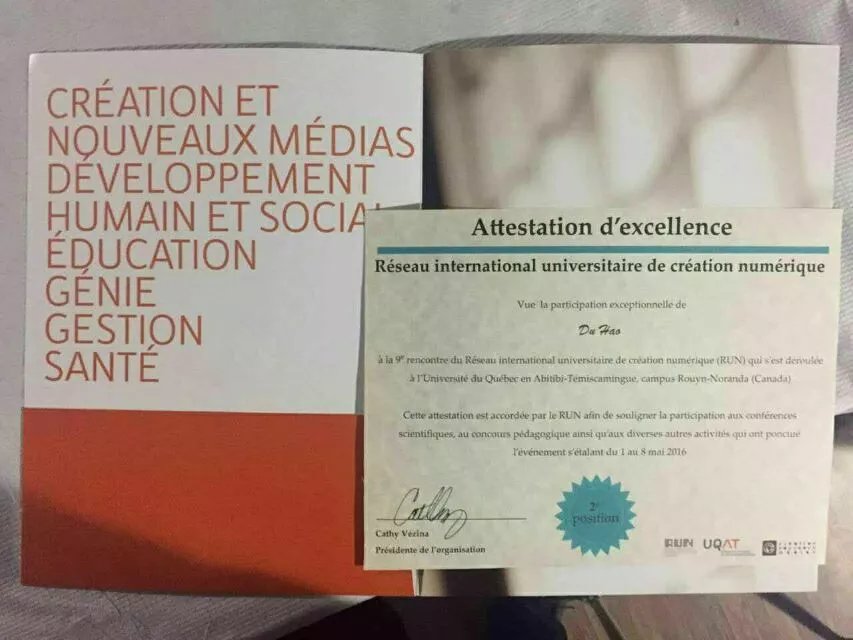 CRÉATION ET
NOUVEAUX MÉDIAS
DÉVELOPPEMENT
HUMAIN ET SOCIAL
ÉDUCATION
GÉNIE
GESTION
SANTÉ
Attestation d'excellence
Réseau international universitaire de création numérique
Vue la participation exceptionnelle de
Du Hao
à la 9e rencontre du Réseau international universitaire de création numérique (RUN) qui s'est déroulée
à l'Université du Québec en Abitibi-Témiscamingue, campus Rouyn-Noranda (Canada)
Cette attestation est accordée par le RUN afin de souligner la participation aux conférences
scientifiques, au concours pédagogique ainsi qu'aux diverses autres activités qui ont ponctué
l'événement s'étalant du 1 au 8 mai 2016
2e
position
Cathy Vézina
Présidente de l'organisation
RUN UQAT